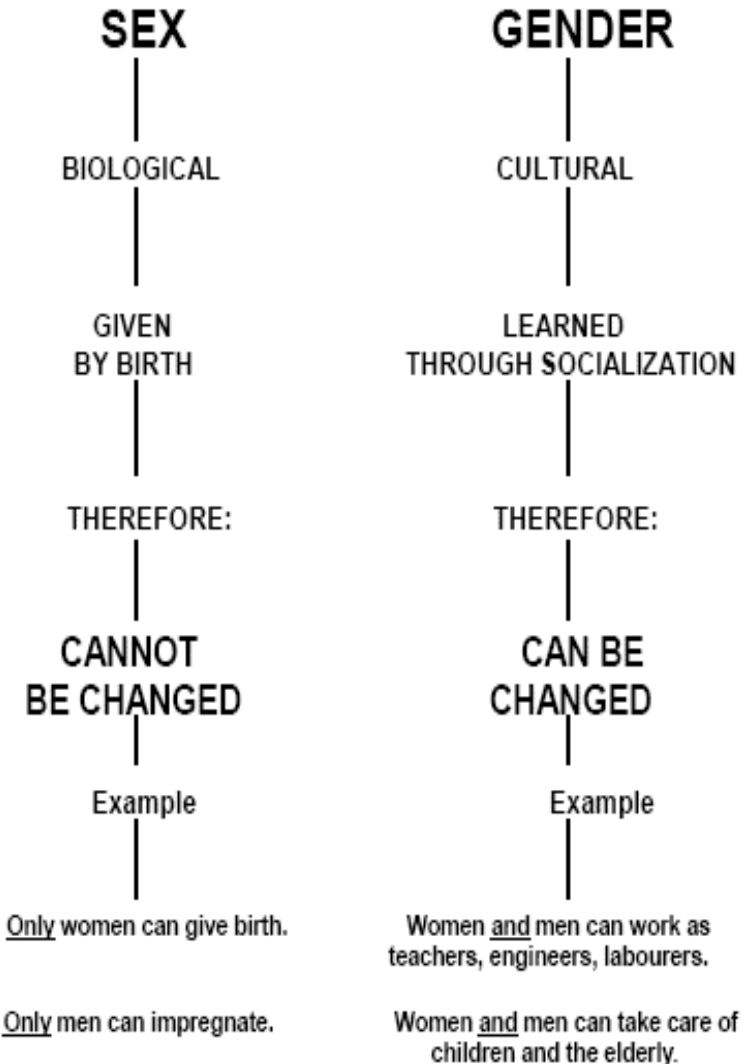 SEX
BIOLOGICAL
GIVEN
BY BIRTH
THEREFORE:
CANNOT
BE CHANGED
Example
Only women can give birth.
Only men can impregnate.
GENDER
CULTURAL
LEARNED
THROUGH SOCIALIZATION
THEREFORE:
CAN BE
CHANGED
Example
Women and men can work as
teachers, engineers, labourers.
Women and men can take care of
children and the elderly.